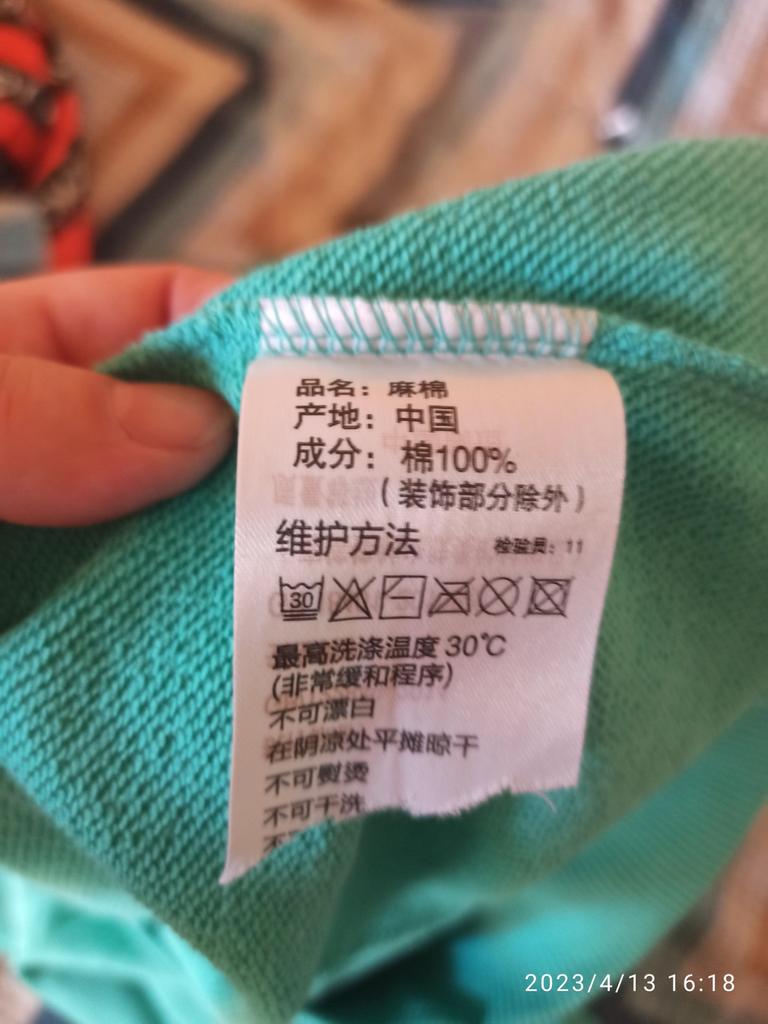 品名：麻棉
产地：中国
成分：棉100%
（装饰部分除外）
维护方法 检验员：11
30
最高洗涤温度 30℃
(非常缓和程序)
不可漂白
在阴凉处平摊晾干
不可熨烫
不可干洗
2023/4/13 16:18